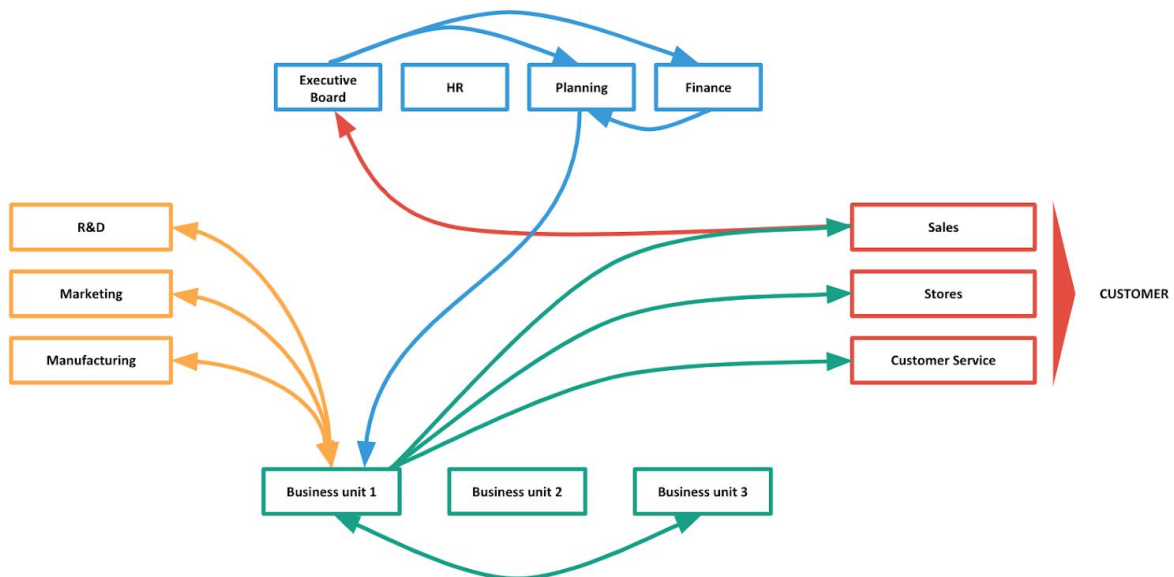 Executive
Board
HR
Planning
Finance
R&D
Sales
Marketing
Stores
CUSTOMER
Manufacturing
Customer Service
Business unit 1
Business unit 2
Business unit 3